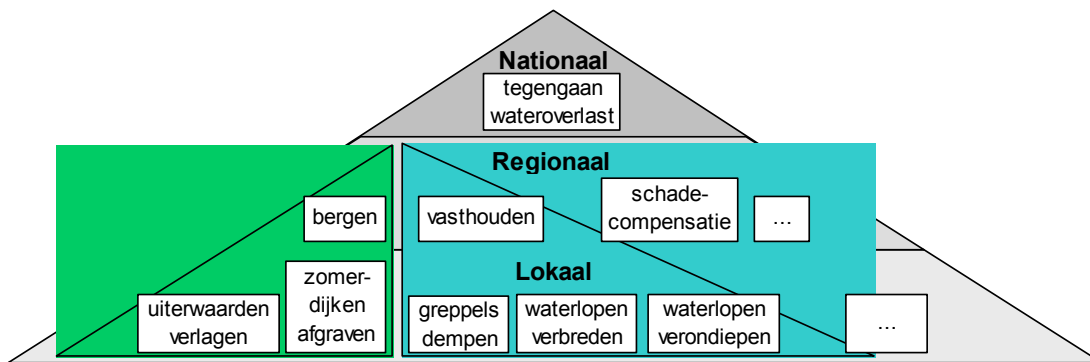 Nationaal
tegengaan
wateroverlast
Regionaal
bergen
vasthouden
schade-
compensatie
...
Lokaal
uiterwaarden
verlagen
zomer-
dijken
afgraven
greppels
dempen
waterlopen
verbreden
waterlopen
verondiepen
...